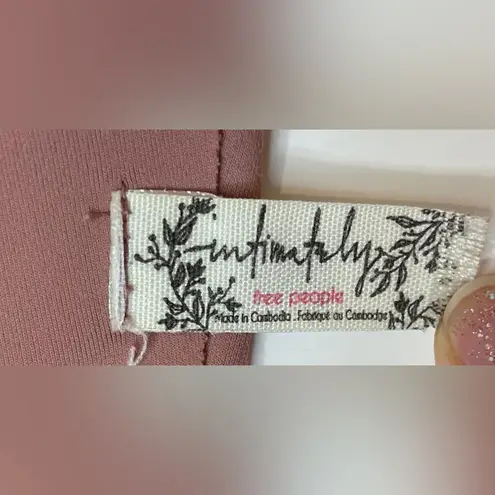 intimately
free people
Made in Cambodia . Fabriqué au Cambodge